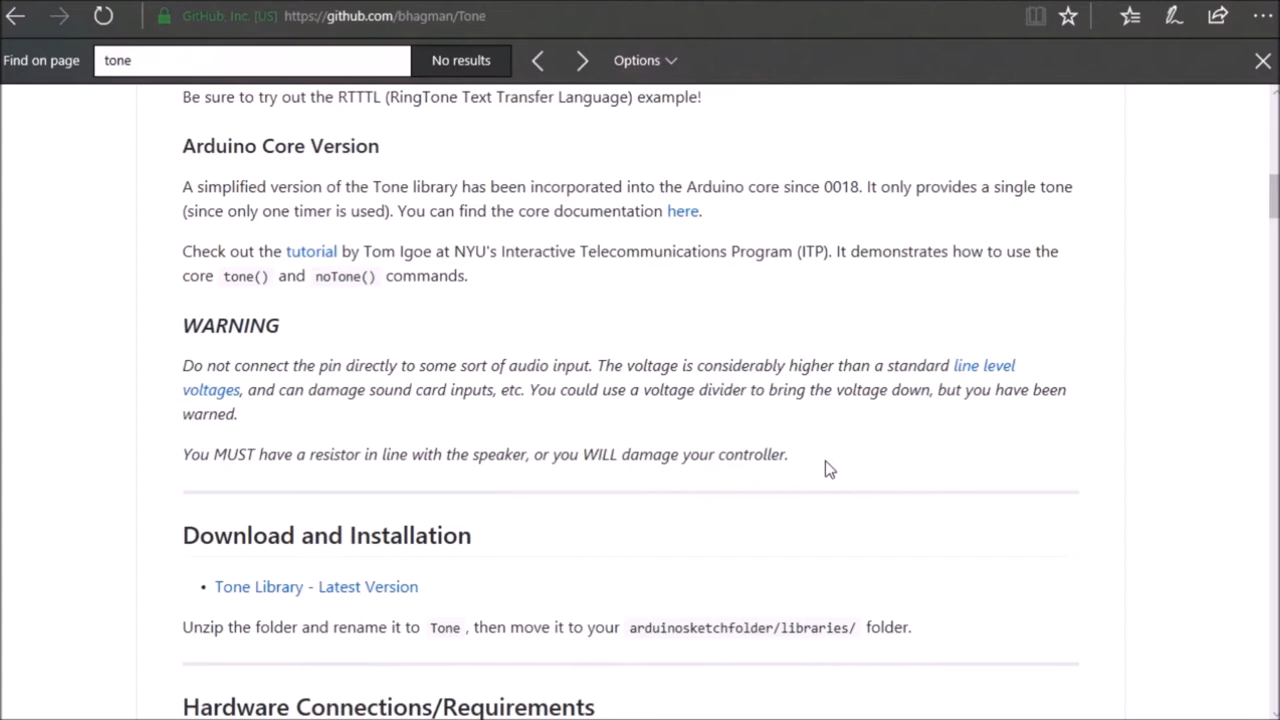 GitHub, Inc. [US] https://github.com/bhagman/Tone
Find on page tone No results Options
Be sure to try out the RTTTL (RingTone Text Transfer Language) example!
Arduino Core Version
A simplified version of the Tone library has been incorporated into the Arduino core since 0018. It only provides a single tone
(since only one timer is used). You can find the core documentation here.
Check out the tutorial by Tom Igoe at NYU's Interactive Telecommunications Program (ITP). It demonstrates how to use the
core tone() and noTone() commands.
WARNING
Do not connect the pin directly to some sort of audio input. The voltage is considerably higher than a standard line level
voltages, and can damage sound card inputs, etc. You could use a voltage divider to bring the voltage down, but you have been
warned.
You MUST have a resistor in line with the speaker, or you WILL damage your controller.
Download and Installation
• Tone Library - Latest Version
Unzip the folder and rename it to Tone , then move it to your arduinosketchfolder/libraries/ folder.
Hardware Connections/Requirements